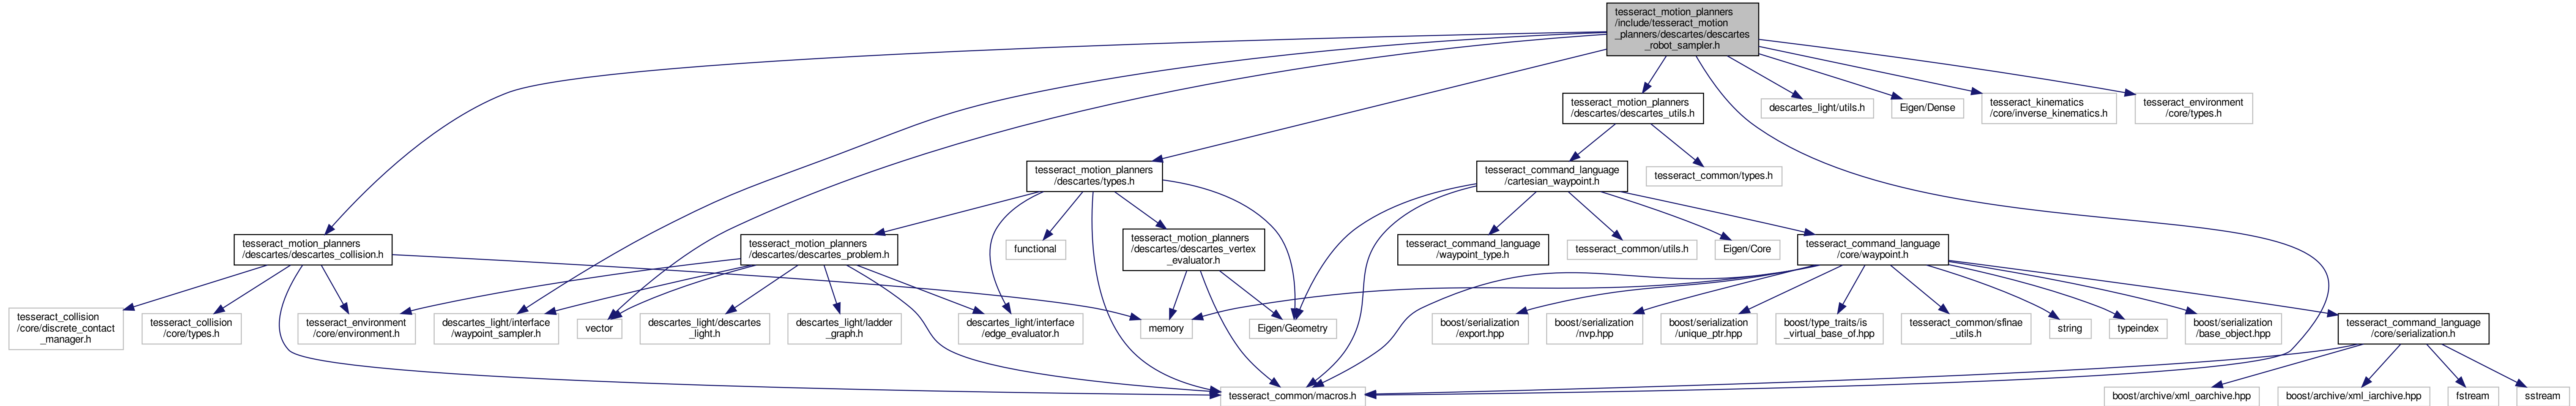 tesseract_motion_planners
/include/tesseract_motion
_planners/descartes/descartes
_robot_sampler.h
tesseract_motion_planners
/descartes/descartes_utils.h
descartes_light/utils.h
Eigen/Dense
tesseract_kinematics
/core/inverse_kinematics.h
tesseract_environment
/core/types.h
tesseract_motion_planners
/descartes/types.h
tesseract_command_language
/cartesian_waypoint.h
tesseract_common/types.h
tesseract_motion_planners
/descartes/descartes_collision.h
tesseract_motion_planners
/descartes/descartes_problem.h
functional
tesseract_motion_planners
/descartes/descartes_vertex
_evaluator.h
tesseract_command_language
/waypoint_type.h
tesseract_common/utils.h
Eigen/Core
tesseract_command_language
/core/waypoint.h
tesseract_collision
/core/discrete_contact
_manager.h
tesseract_collision
/core/types.h
tesseract_environment
/core/environment.h
descartes_light/interface
/waypoint_sampler.h
vector
descartes_light/descartes
_light.h
descartes_light/ladder
_graph.h
descartes_light/interface
/edge_evaluator.h
memory
Eigen/Geometry
boost/serialization
/export.hpp
boost/serialization
/nvp.hpp
boost/serialization
/unique_ptr.hpp
boost/type_traits/is
_virtual_base_of.hpp
tesseract_common/sfinae
_utils.h
string
typeindex
boost/serialization
/base_object.hpp
tesseract_command_language
/core/serialization.h
tesseract_common/macros.h
boost/archive/xml_oarchive.hpp
boost/archive/xml_iarchive.hpp
fstream
sstream